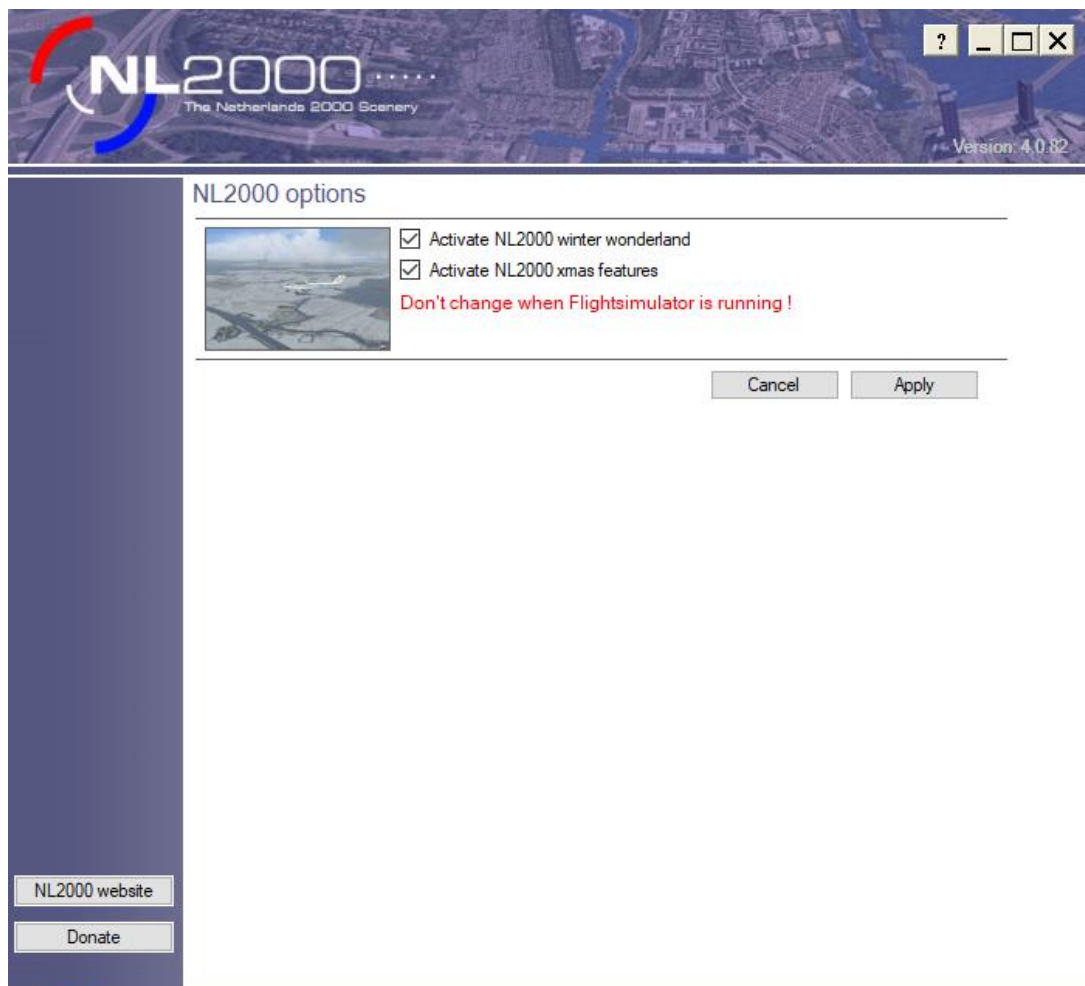 NL2000
The Netherlands 2000 Scenery
?
Version: 4.0.82
NL2000 options
Activate NL2000 winter wonderland
Activate NL2000 xmas features
Don't change when Flightsimulator is running !
Cancel
Apply
NL2000 website
Donate